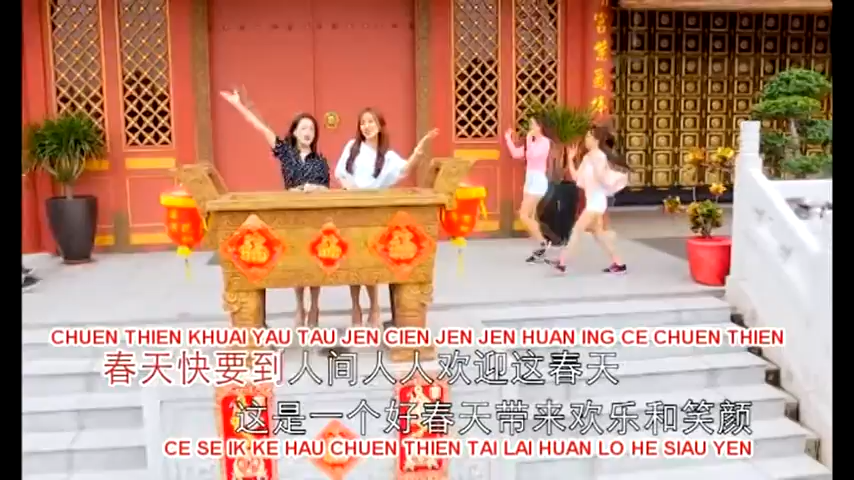 CHUEN THIEN KHUAI YAU TAU JEN CIEN JEN JEN HUAN ING CE CHUEN THIEN
春天快要到人间人人欢迎这春天
这是一个好春天带来欢乐和笑颜
CE SE IK KE HAU CHUEN THIEN TAI LAI HUAN LO HE SIAU YEN